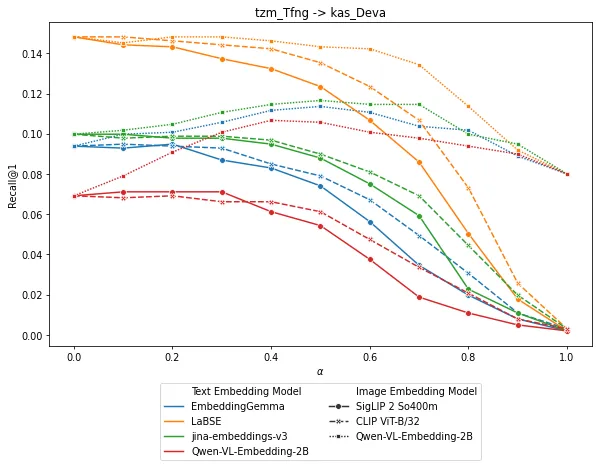 tzm_Tfng -> kas_Deva
0.14
0.12
0.10
0.08
0.06
0.04
0.02
0.00
Recall@1
0.0 0.2 0.4 0.6 0.8 1.0
α
Text Embedding Model
EmbeddingGemma
LaBSE
jina-embeddings-v3
Qwen-VL-Embedding-2B
Image Embedding Model
SigLIP 2 So400m
CLIP ViT-B/32
Qwen-VL-Embedding-2B